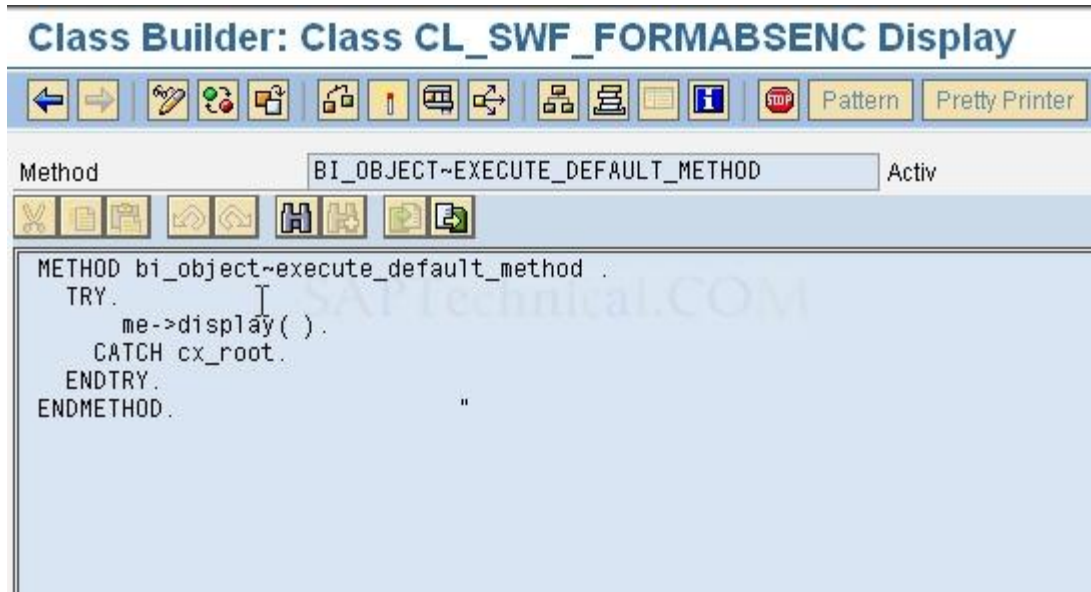 Class Builder: Class CL_SWF_FORMABSENC Display
STOP Pattern Pretty Printer
Method BI_OBJECT~EXECUTE_DEFAULT_METHOD Activ
METHOD bi_object~execute_default_method .
TRY.
SAPTechnical.COM
me->display( ).
CATCH cx_root.
ENDTRY.
ENDMETHOD. "